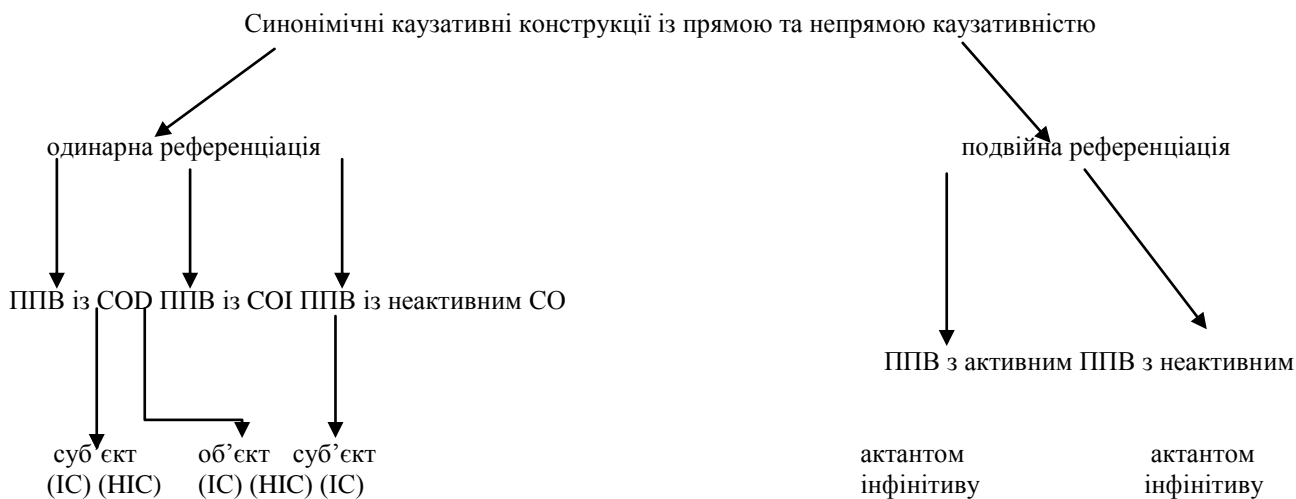 Синонімічні каузативні конструкції із прямою та непрямою каузативністю
одинарна референціація подвійна референціація
ППВ із COD ППВ із COI ППВ із неактивним СО
ППВ з активним ППВ з неактивним
суб’єкт об’єкт суб’єкт актантом актантом
(ІС) (НІС) (ІС) (НІС) (ІС) інфінітиву інфінітиву